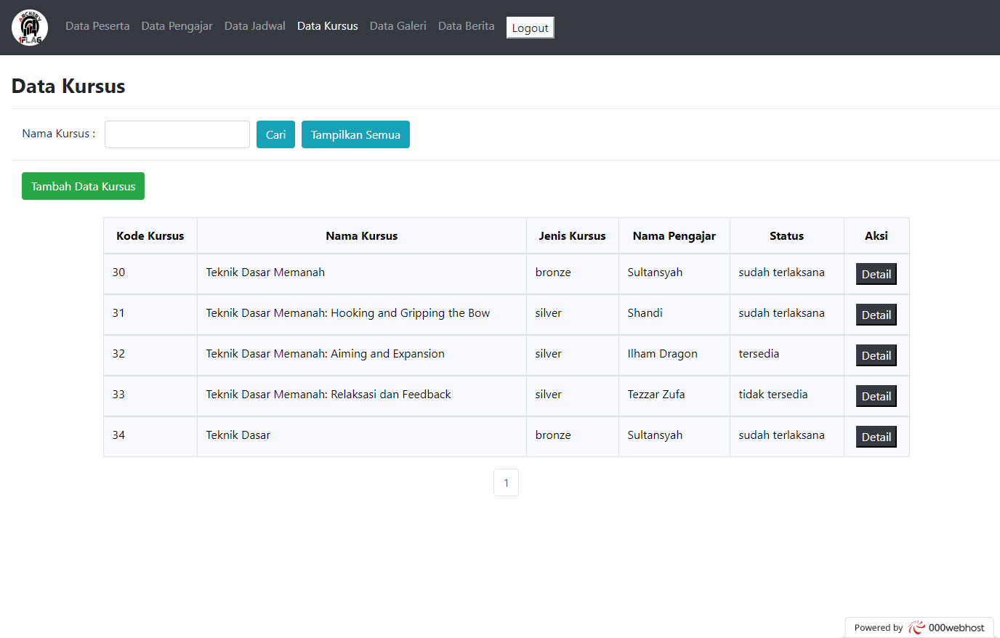 ARCHERY
1FLAG
Data Peserta Data Pengajar Data Jadwal Data Kursus Data Galeri Data Berita Logout
Data Kursus
Nama Kursus : Cari Tampilkan Semua
Tambah Data Kursus
Kode Kursus Nama Kursus Jenis Kursus Nama Pengajar Status Aksi
30 Teknik Dasar Memanah bronze Sultansyah sudah terlaksana Detail
31 Teknik Dasar Memanah: Hooking and Gripping the Bow silver Shandi sudah terlaksana Detail
32 Teknik Dasar Memanah: Aiming and Expansion silver Ilham Dragon tersedia Detail
33 Teknik Dasar Memanah: Relaksasi dan Feedback silver Tezzar Zufa tidak tersedia Detail
34 Teknik Dasar bronze Sultansyah sudah terlaksana Detail
1
Powered by 000webhost